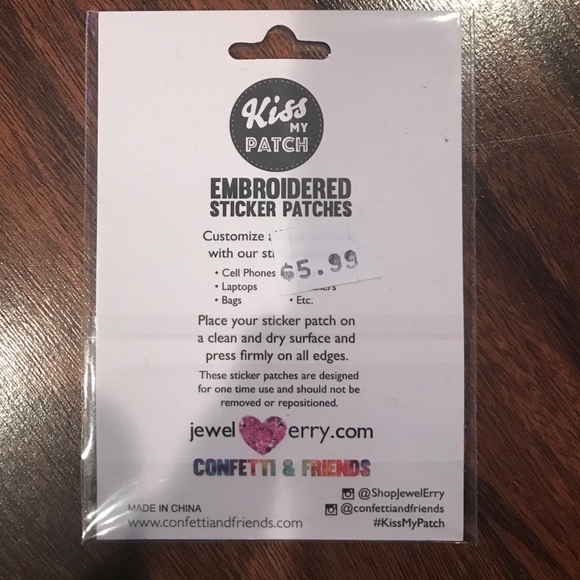 Kiss
MY
PATCH
EMBROIDERED
STICKER PATCHES
Customize
with our
$5.99
• Cell Phones
• Laptops
• Bags • Etc.
Place your sticker patch on
a clean and dry surface and
press firmly on all edges.
These sticker patches are designed
for one time use and should not be
removed or repositioned.
jewel erry.com
CONFETTI & FRIENDS
@ShopJewelErry
MADE IN CHINA @confettiandfriends
www.confettiandfriends.com #KissMyPatch